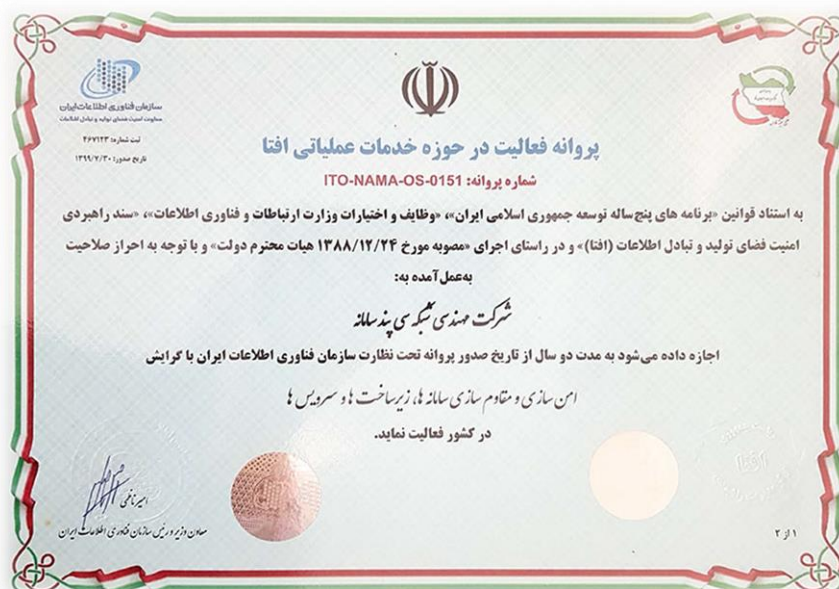 سازمان فناوری اطلاعات ایران
معاونت امنیت فضای تولید و تبادل اطلاعات
ثبت شماره: ۴۶۷۱۴۳
تاریخ صدور: ۱۳۹۹/۷/۳۰
پروانه فعالیت در حوزه خدمات عملیاتی افتا
شماره پروانه: ITO-NAMA-OS-0151
به استناد قوانین «برنامه های پنج‌ساله توسعه جمهوری اسلامی ایران»، «وظایف و اختیارات وزارت ارتباطات و فناوری اطلاعات»، «سند راهبردی
امنیت فضای تولید و تبادل اطلاعات (افتا)» و در راستای اجرای «مصوبه مورخ ۱۳۸۸/۱۲/۲۴ هیات محترم دولت» و با توجه به احراز صلاحیت
به‌عمل‌آمده به:
شرکت مهندسی شبکه سی پند سامانه
اجازه داده می‌شود به مدت دو سال از تاریخ صدور پروانه تحت نظارت سازمان فناوری اطلاعات ایران با گرایش
امن سازی و مقاوم سازی سامانه ها، زیرساخت ها و سرویس ها
در کشور فعالیت نماید.
افتا
امیر ناظمی
معاون وزیر و رئیس سازمان فناوری اطلاعات ایران
۱ از ۲